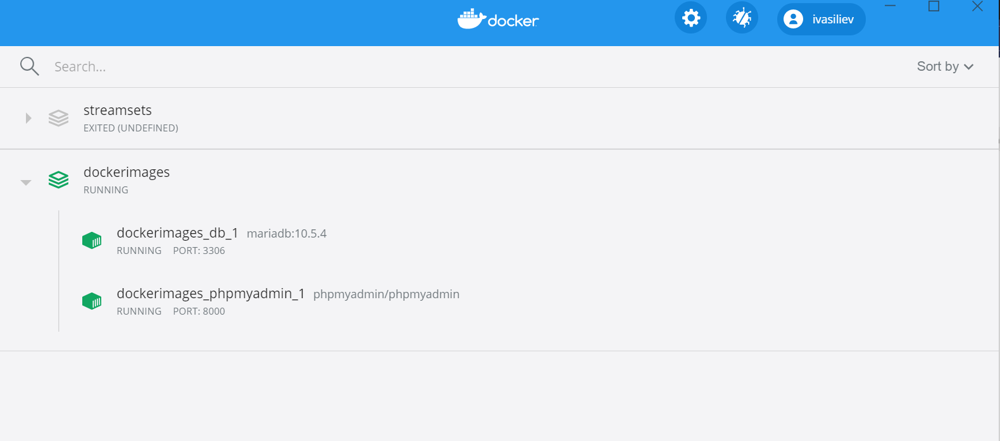 docker
ivasiliev
Search...
Sort by
streamsets
EXITED (UNDEFINED)
dockerimages
RUNNING
dockerimages_db_1 mariadb:10.5.4
RUNNING PORT: 3306
dockerimages_phpmyadmin_1 phpmyadmin/phpmyadmin
RUNNING PORT: 8000